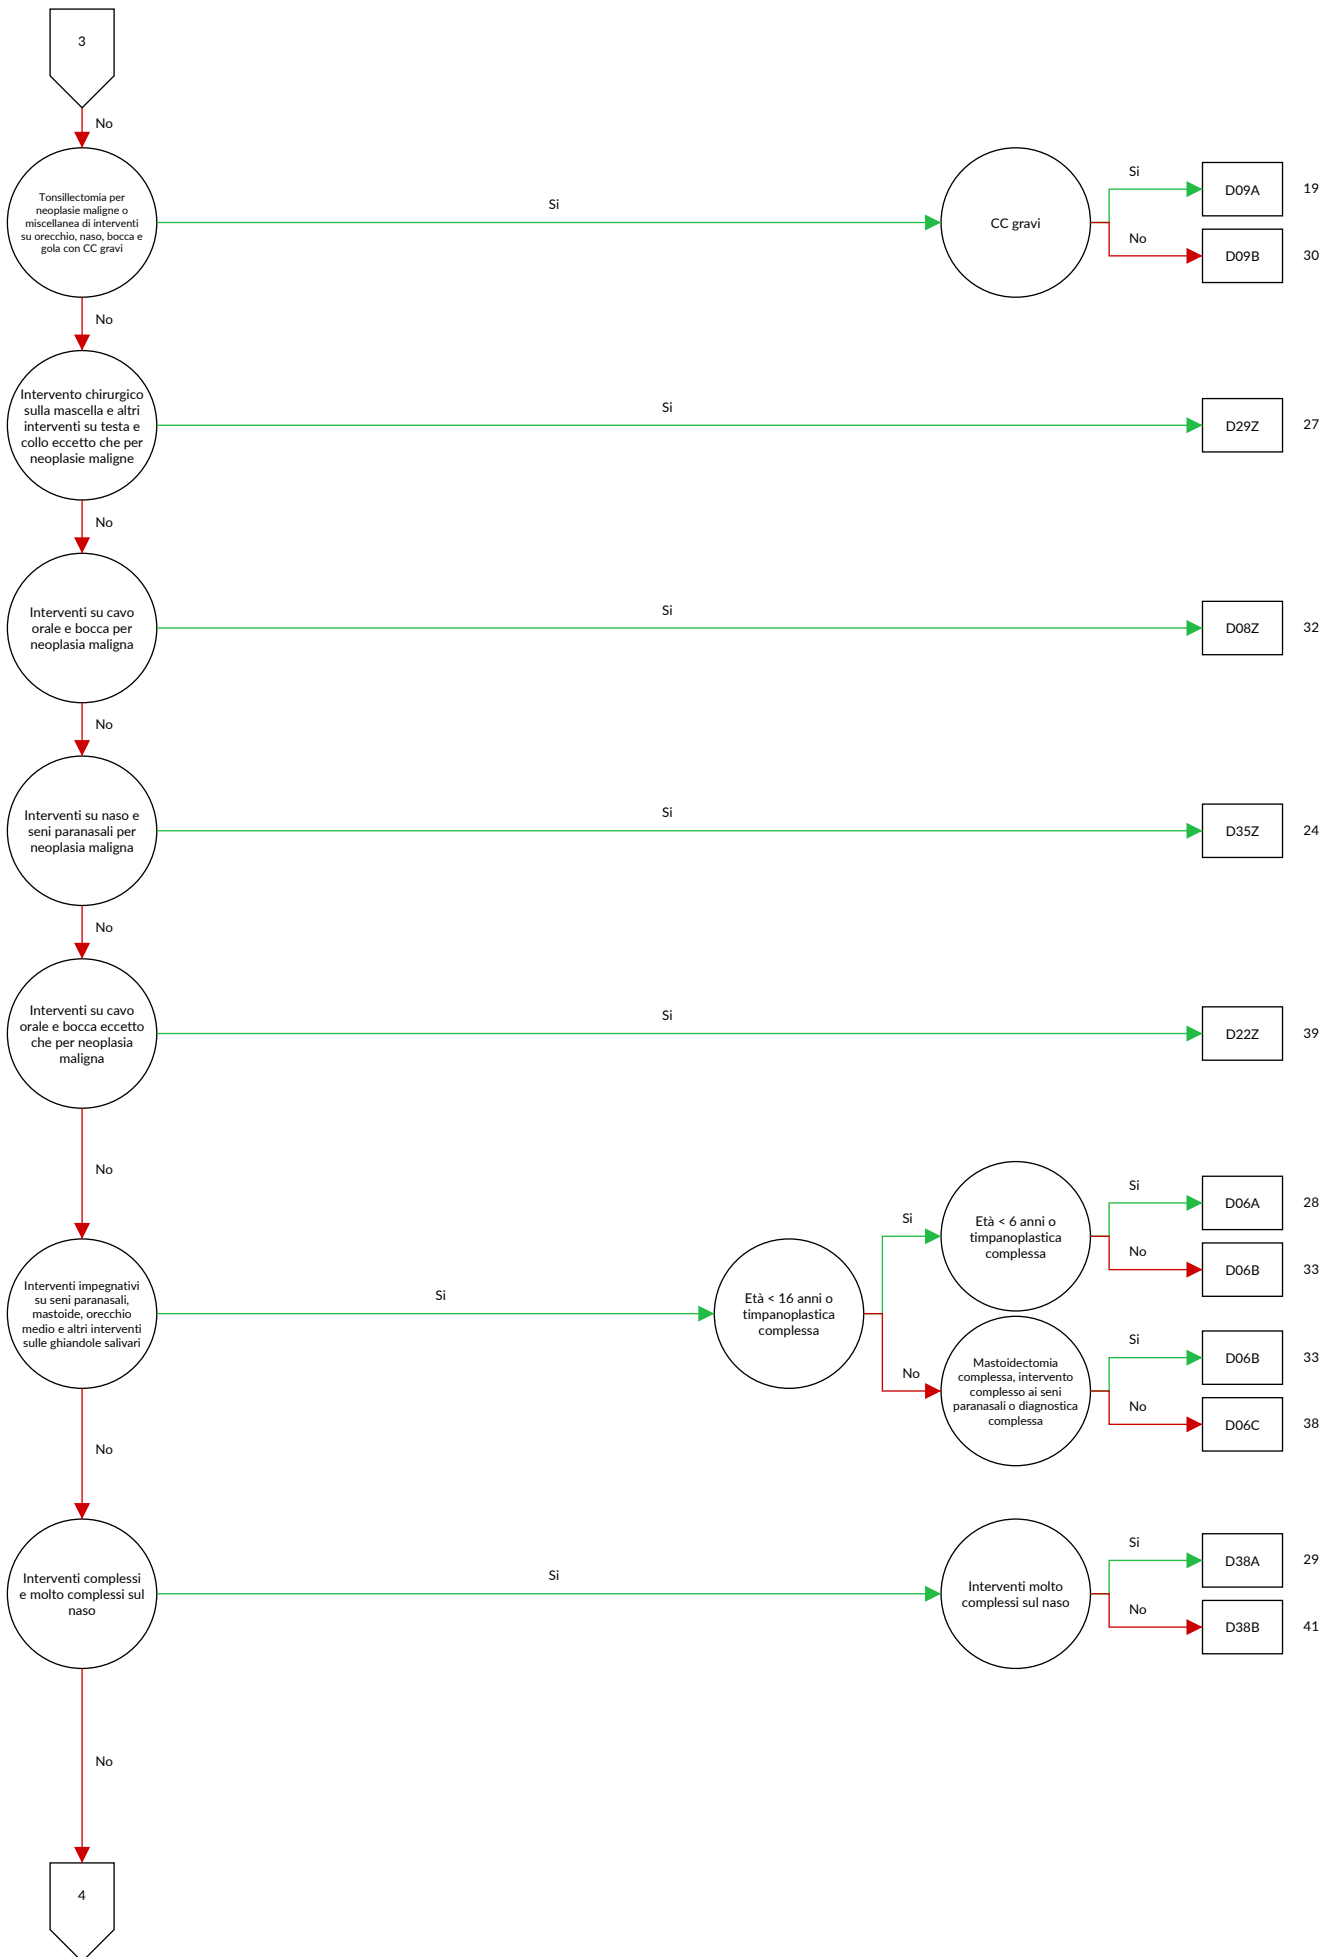 3
No
Tonsillectomia per
neoplasie maligne o
miscellanea di interventi
su orecchio, naso, bocca e
gola con CC gravi
Si
CC gravi
Si
D09A
19
No
D09B
30
No
Intervento chirurgico
sulla mascella e altri
interventi su testa e
collo eccetto che per
neoplasie maligne
Si
D29Z
27
No
Interventi su cavo
orale e bocca per
neoplasia maligna
Si
D08Z
32
No
Interventi su naso e
seni paranasali per
neoplasia maligna
Si
D35Z
24
No
Interventi su cavo
orale e bocca eccetto
che per neoplasia
maligna
Si
D22Z
39
No
Interventi impegnativi
su seni paranasali,
mastoide, orecchio
medio e altri interventi
sulle ghiandole salivari
Si
Età < 16 anni o
timpanoplastica
complessa
Si
Età < 6 anni o
timpanoplastica
complessa
Si
D06A
28
No
D06B
33
No
Mastoidectomia
complessa, intervento
complesso ai seni
paranasali o diagnostica
complessa
Si
D06B
33
No
D06C
38
No
Interventi complessi
e molto complessi sul
naso
Si
Interventi molto
complessi sul naso
Si
D38A
29
No
D38B
41
No
4